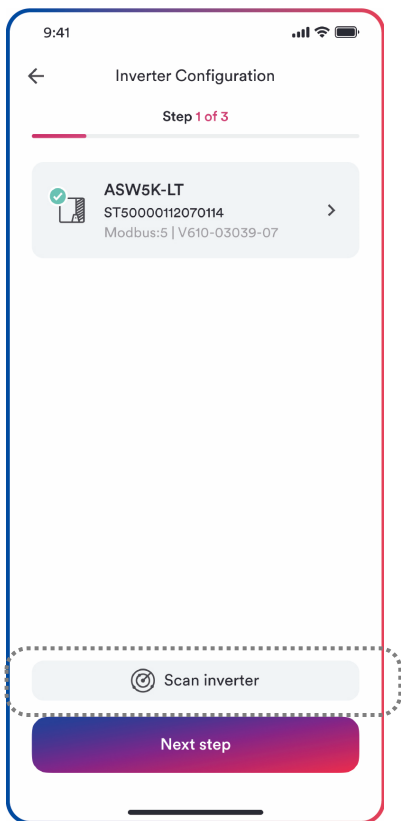 9:41
Inverter Configuration
Step 1 of 3
ASW5K-LT
ST50000112070114
Modbus:5 | V610-03039-07
Scan inverter
Next step